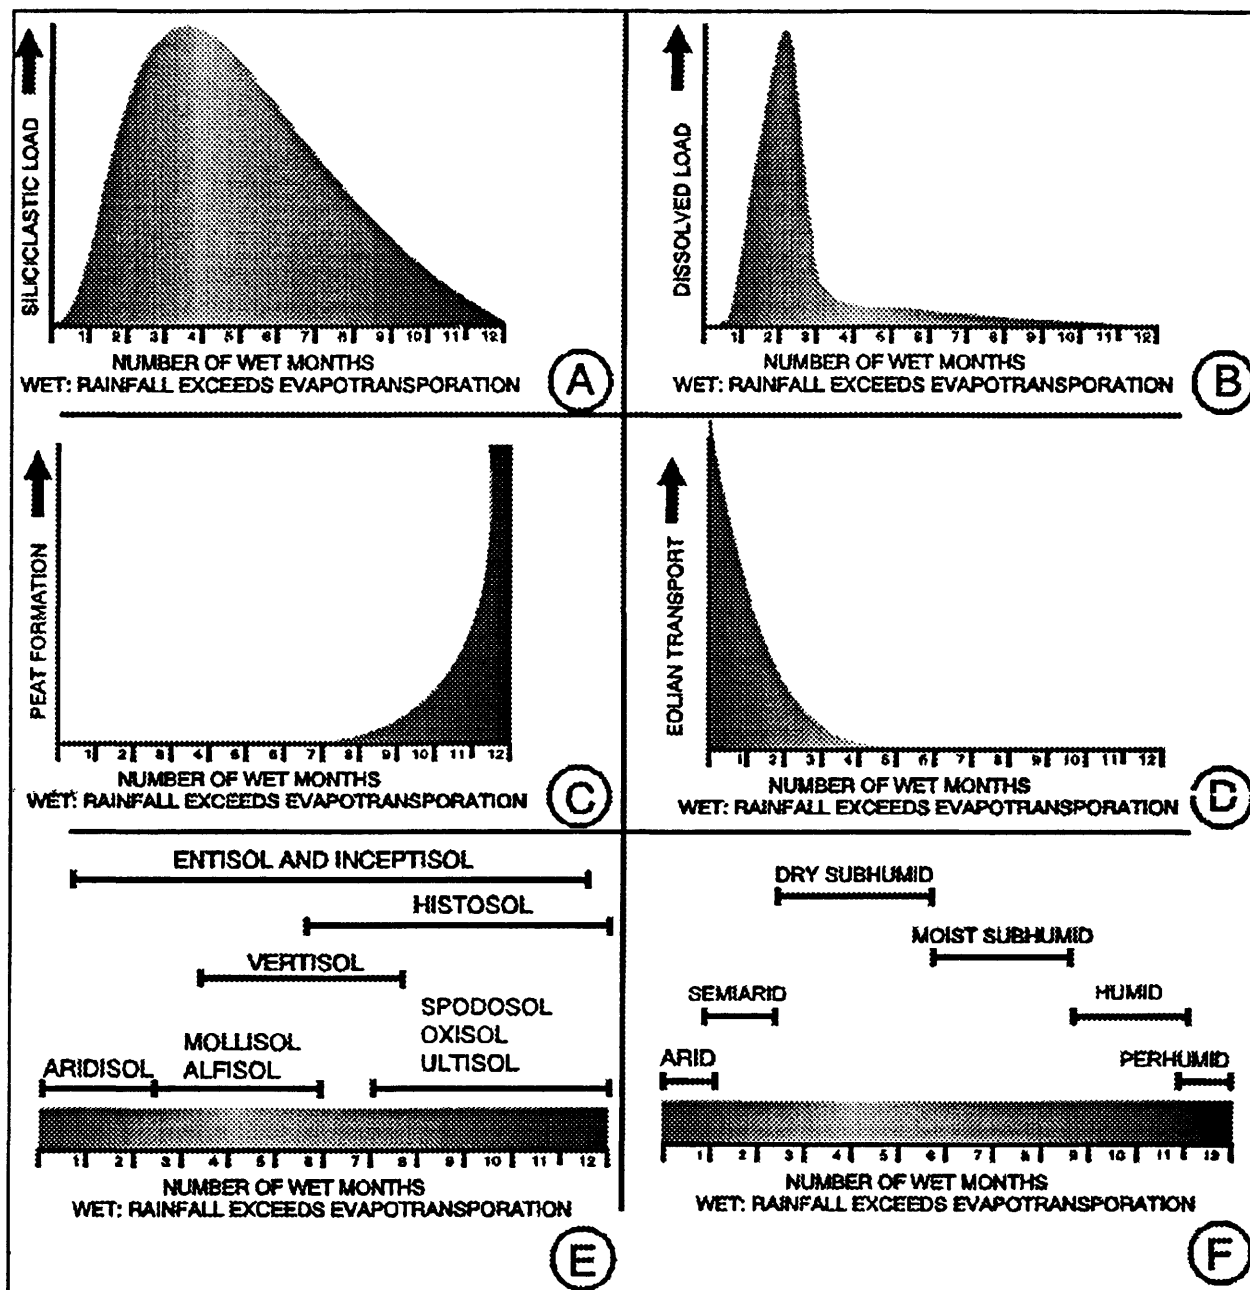 SILICICLASTIC LOAD
1 2 3 4 5 6 7 8 9 10 11 12
NUMBER OF WET MONTHS
WET: RAINFALL EXCEEDS EVAPOTRANSPORATION
A
DISSOLVED LOAD
1 2 3 4 5 6 7 8 9 10 11 12
NUMBER OF WET MONTHS
WET: RAINFALL EXCEEDS EVAPOTRANSPORATION
B
PEAT FORMATION
1 2 3 4 5 6 7 8 9 10 11 12
NUMBER OF WET MONTHS
WET: RAINFALL EXCEEDS EVAPOTRANSPORATION
C
EOLIAN TRANSPORT
1 2 3 4 5 6 7 8 9 10 11 12
NUMBER OF WET MONTHS
WET: RAINFALL EXCEEDS EVAPOTRANSPORATION
D
ENTISOL AND INCEPTISOL
HISTOSOL
VERTISOL
SPODOSOL
OXISOL
ULTISOL
MOLLISOL
ALFISOL
ARIDISOL
1 2 3 4 5 6 7 8 9 10 11 12
NUMBER OF WET MONTHS
WET: RAINFALL EXCEEDS EVAPOTRANSPORATION
E
DRY SUBHUMID
MOIST SUBHUMID
SEMIARID
HUMID
ARID
PERHUMID
1 2 3 4 5 6 7 8 9 10 11 12
NUMBER OF WET MONTHS
WET: RAINFALL EXCEEDS EVAPOTRANSPORATION
F